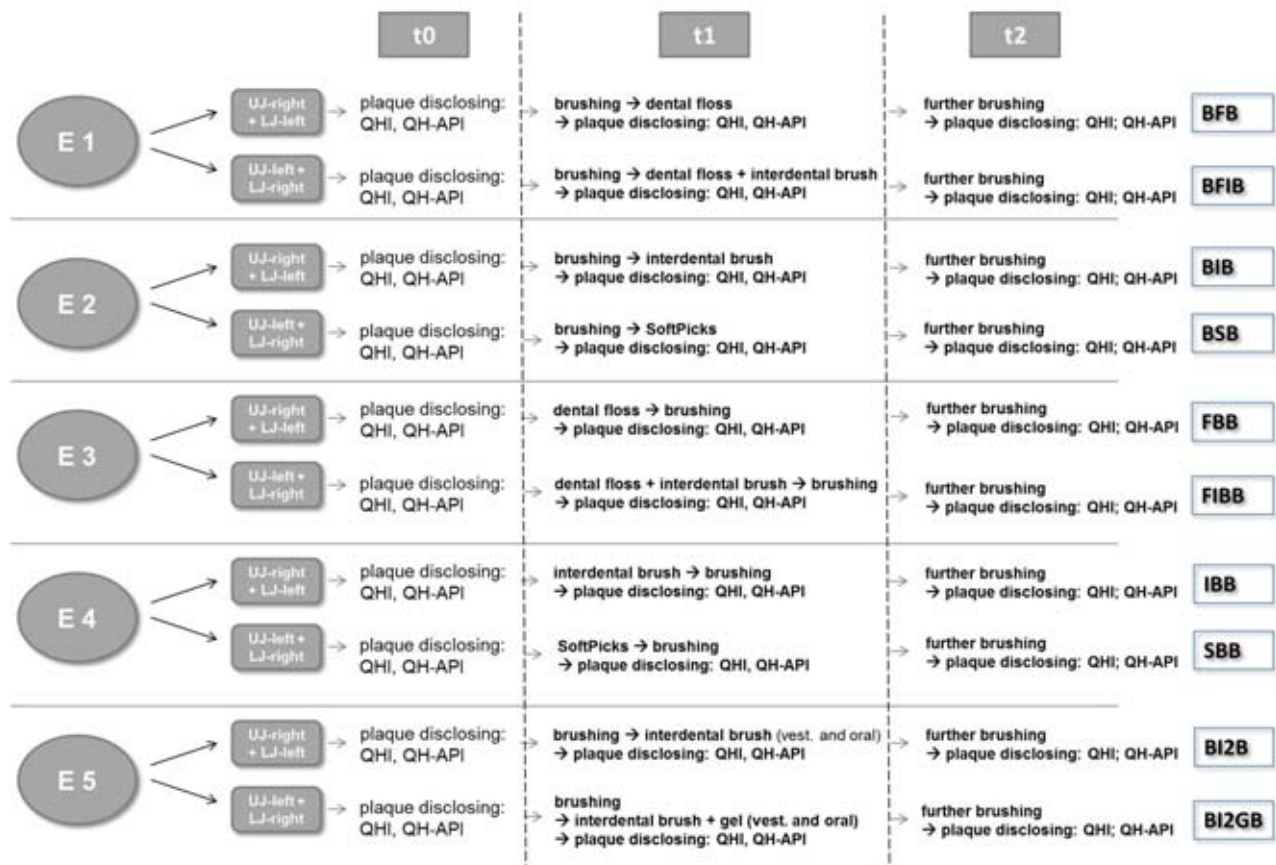 t0 t1 t2
E 1
UJ-right
+ LJ-left
plaque disclosing:
QHI, QH-API
brushing → dental floss
→ plaque disclosing: QHI, QH-API
further brushing
→ plaque disclosing: QHI; QH-API
BFB
UJ-left +
LJ-right
plaque disclosing:
QHI, QH-API
brushing → dental floss + interdental brush
→ plaque disclosing: QHI, QH-API
further brushing
→ plaque disclosing: QHI; QH-API
BFIB
E 2
UJ-right
+ LJ-left
plaque disclosing:
QHI, QH-API
brushing → interdental brush
→ plaque disclosing: QHI, QH-API
further brushing
→ plaque disclosing: QHI; QH-API
BIB
UJ-left +
LJ-right
plaque disclosing:
QHI, QH-API
brushing → SoftPicks
→ plaque disclosing: QHI, QH-API
further brushing
→ plaque disclosing: QHI; QH-API
BSB
E 3
UJ-right
+ LJ-left
plaque disclosing:
QHI, QH-API
dental floss → brushing
→ plaque disclosing: QHI, QH-API
further brushing
→ plaque disclosing: QHI; QH-API
FBB
UJ-left +
LJ-right
plaque disclosing:
QHI, QH-API
dental floss + interdental brush → brushing
→ plaque disclosing: QHI, QH-API
further brushing
→ plaque disclosing: QHI; QH-API
FIBB
E 4
UJ-right
+ LJ-left
plaque disclosing:
QHI, QH-API
interdental brush → brushing
→ plaque disclosing: QHI, QH-API
further brushing
→ plaque disclosing: QHI; QH-API
IBB
UJ-left +
LJ-right
plaque disclosing:
QHI, QH-API
SoftPicks → brushing
→ plaque disclosing: QHI, QH-API
further brushing
→ plaque disclosing: QHI; QH-API
SBB
E 5
UJ-right
+ LJ-left
plaque disclosing:
QHI, QH-API
brushing → interdental brush (vest. and oral)
→ plaque disclosing: QHI, QH-API
further brushing
→ plaque disclosing: QHI; QH-API
BI2B
UJ-left +
LJ-right
plaque disclosing:
QHI, QH-API
brushing
→ interdental brush + gel (vest. and oral)
→ plaque disclosing: QHI, QH-API
further brushing
→ plaque disclosing: QHI; QH-API
BI2GB